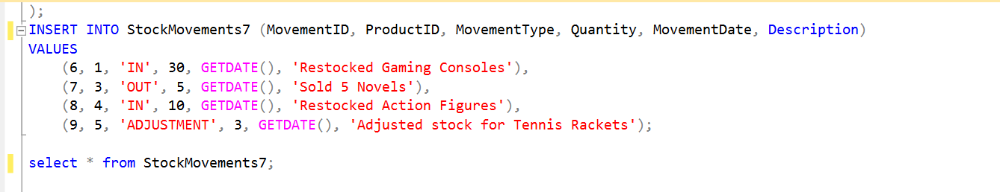 );
INSERT INTO StockMovements7 (MovementID, ProductID, MovementType, Quantity, MovementDate, Description)
VALUES
(6, 1, 'IN', 30, GETDATE(), 'Restocked Gaming Consoles'),
(7, 3, 'OUT', 5, GETDATE(), 'Sold 5 Novels'),
(8, 4, 'IN', 10, GETDATE(), 'Restocked Action Figures'),
(9, 5, 'ADJUSTMENT', 3, GETDATE(), 'Adjusted stock for Tennis Rackets');
select * from StockMovements7;